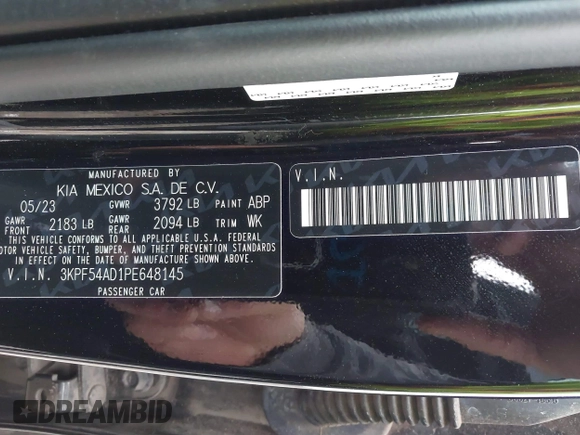 MANUFACTURED BY
KIA MEXICO S.A. DE C.V.
05/23 GVWR 3792 LB PAINT ABP
GAWR FRONT 2183 LB GAWR REAR 2094 LB TRIM WK
THIS VEHICLE CONFORMS TO ALL APPLICABLE U.S.A. FEDERAL
MOTOR VEHICLE SAFETY, BUMPER, AND THEFT PREVENTION STANDARDS
IN EFFECT ON THE DATE OF MANUFACTURE SHOWN ABOVE.
V.I.N. 3KPF54AD1PE648145
PASSENGER CAR
V.I.N.
DREAMBID